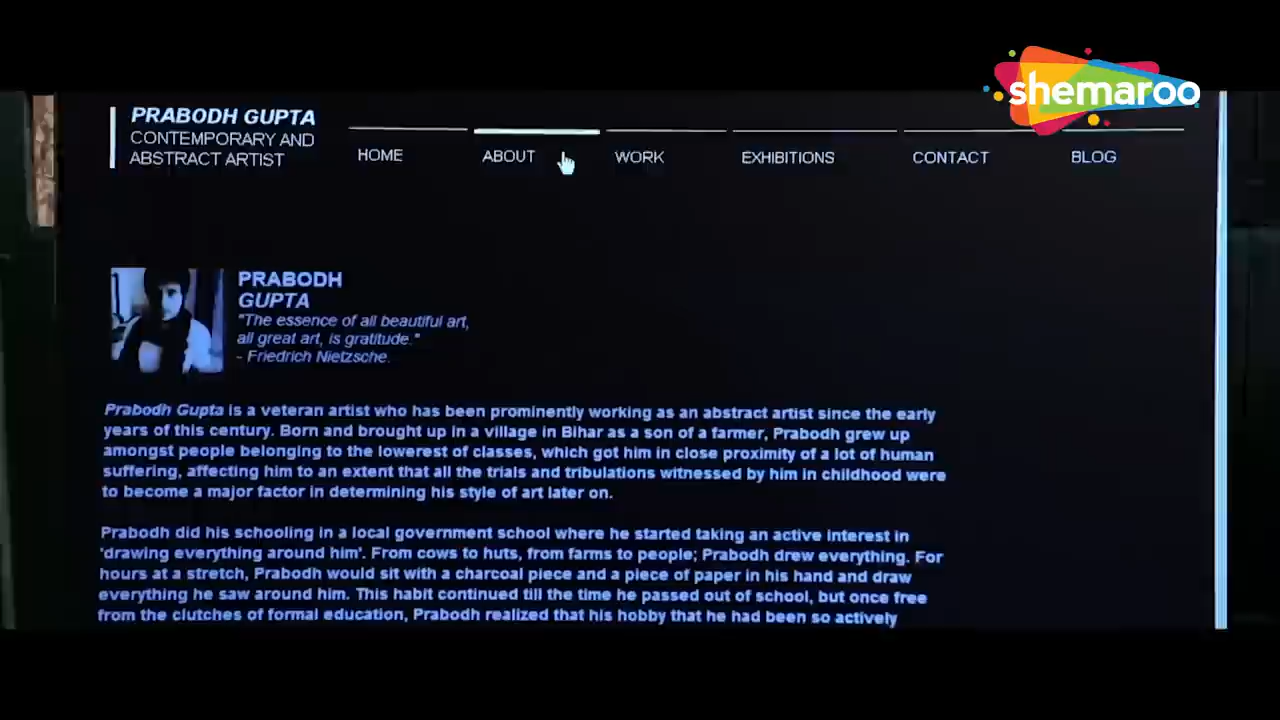 shemaroo
PRABODH GUPTA
CONTEMPORARY AND
ABSTRACT ARTIST
HOME
ABOUT
WORK
EXHIBITIONS
CONTACT
BLOG
PRABODH
GUPTA
"The essence of all beautiful art,
all great art, is gratitude."
- Friedrich Nietzsche.
Prabodh Gupta is a veteran artist who has been prominently working as an abstract artist since the early
years of this century. Born and brought up in a village in Bihar as a son of a farmer, Prabodh grew up
amongst people belonging to the lowerest of classes, which got him in close proximity of a lot of human
suffering, affecting him to an extent that all the trials and tribulations witnessed by him in childhood were
to become a major factor in determining his style of art later on.
Prabodh did his schooling in a local government school where he started taking an active interest in
'drawing everything around him'. From cows to huts, from farms to people; Prabodh drew everything. For
hours at a stretch, Prabodh would sit with a charcoal piece and a piece of paper in his hand and draw
everything he saw around him. This habit continued till the time he passed out of school, but once free
from the clutches of formal education, Prabodh realized that his hobby that he had been so actively